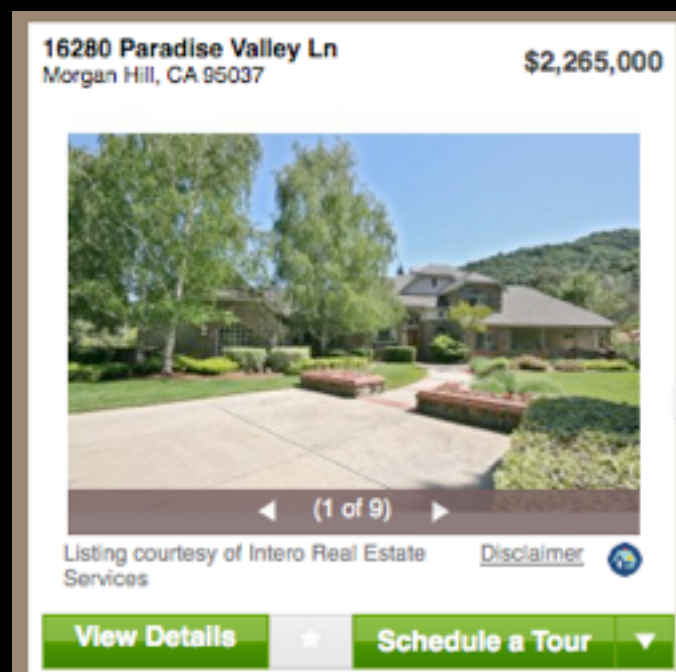 16280 Paradise Valley Ln
$2,265,000
Morgan Hill, CA 95037
(1 of 9)
Listing courtesy of Intero Real Estate
Services
Disclaimer
View Details
Schedule a Tour